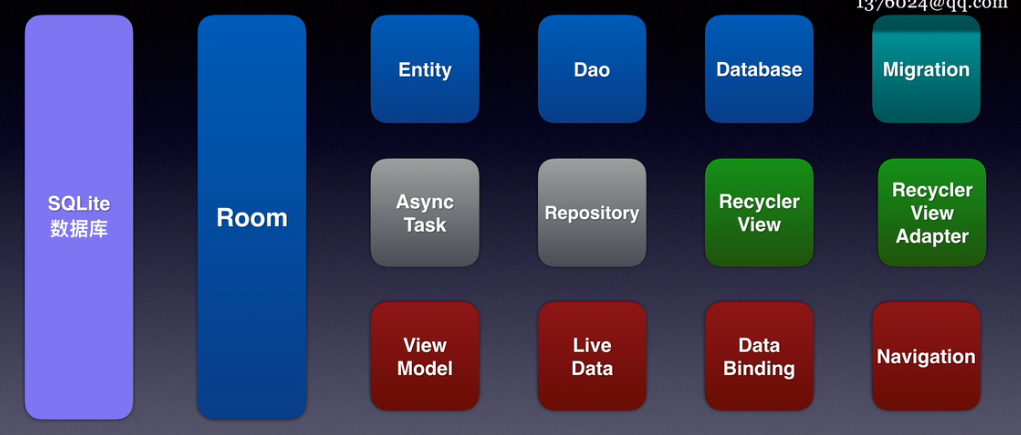 1376024@qq.com
SQLite
数据库
Room
Entity
Dao
Database
Migration
Async
Task
Repository
Recycler
View
Recycler
View
Adapter
View
Model
Live
Data
Data
Binding
Navigation